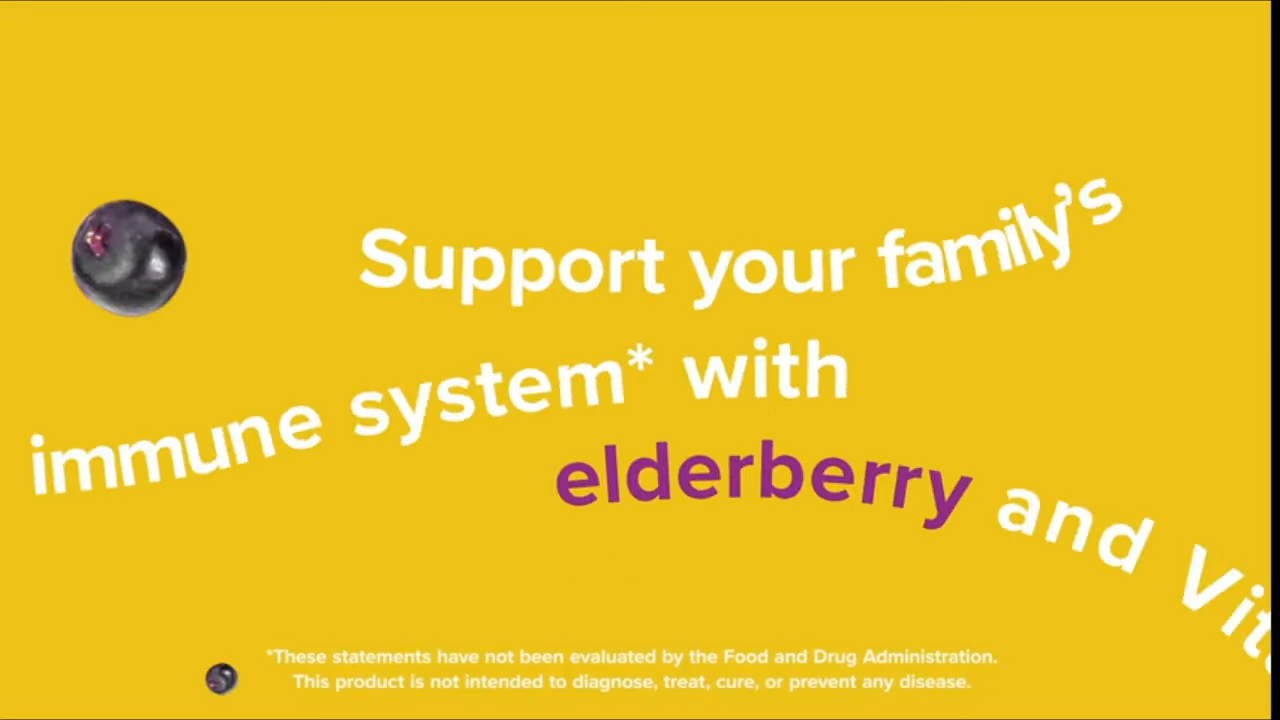 Support your family's
immune system* with
elderberry and
*These statements have not been evaluated by the Food and Drug Administration.
This product is not intended to diagnose, treat, cure, or prevent any disease.